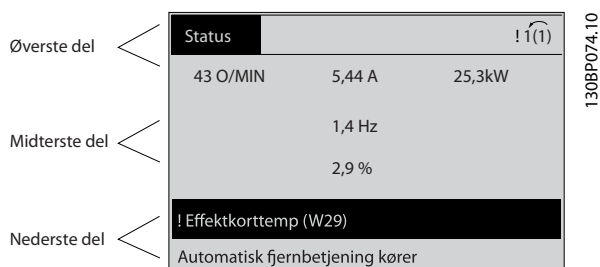 Øverste del
Status
! 1(1)
43 O/MIN 5,44 A 25,3kW
Midterste del
1,4 Hz
2,9 %
Nederste del
! Effektkorttemp (W29)
Automatisk fjernbetjening kører
130BP074.10